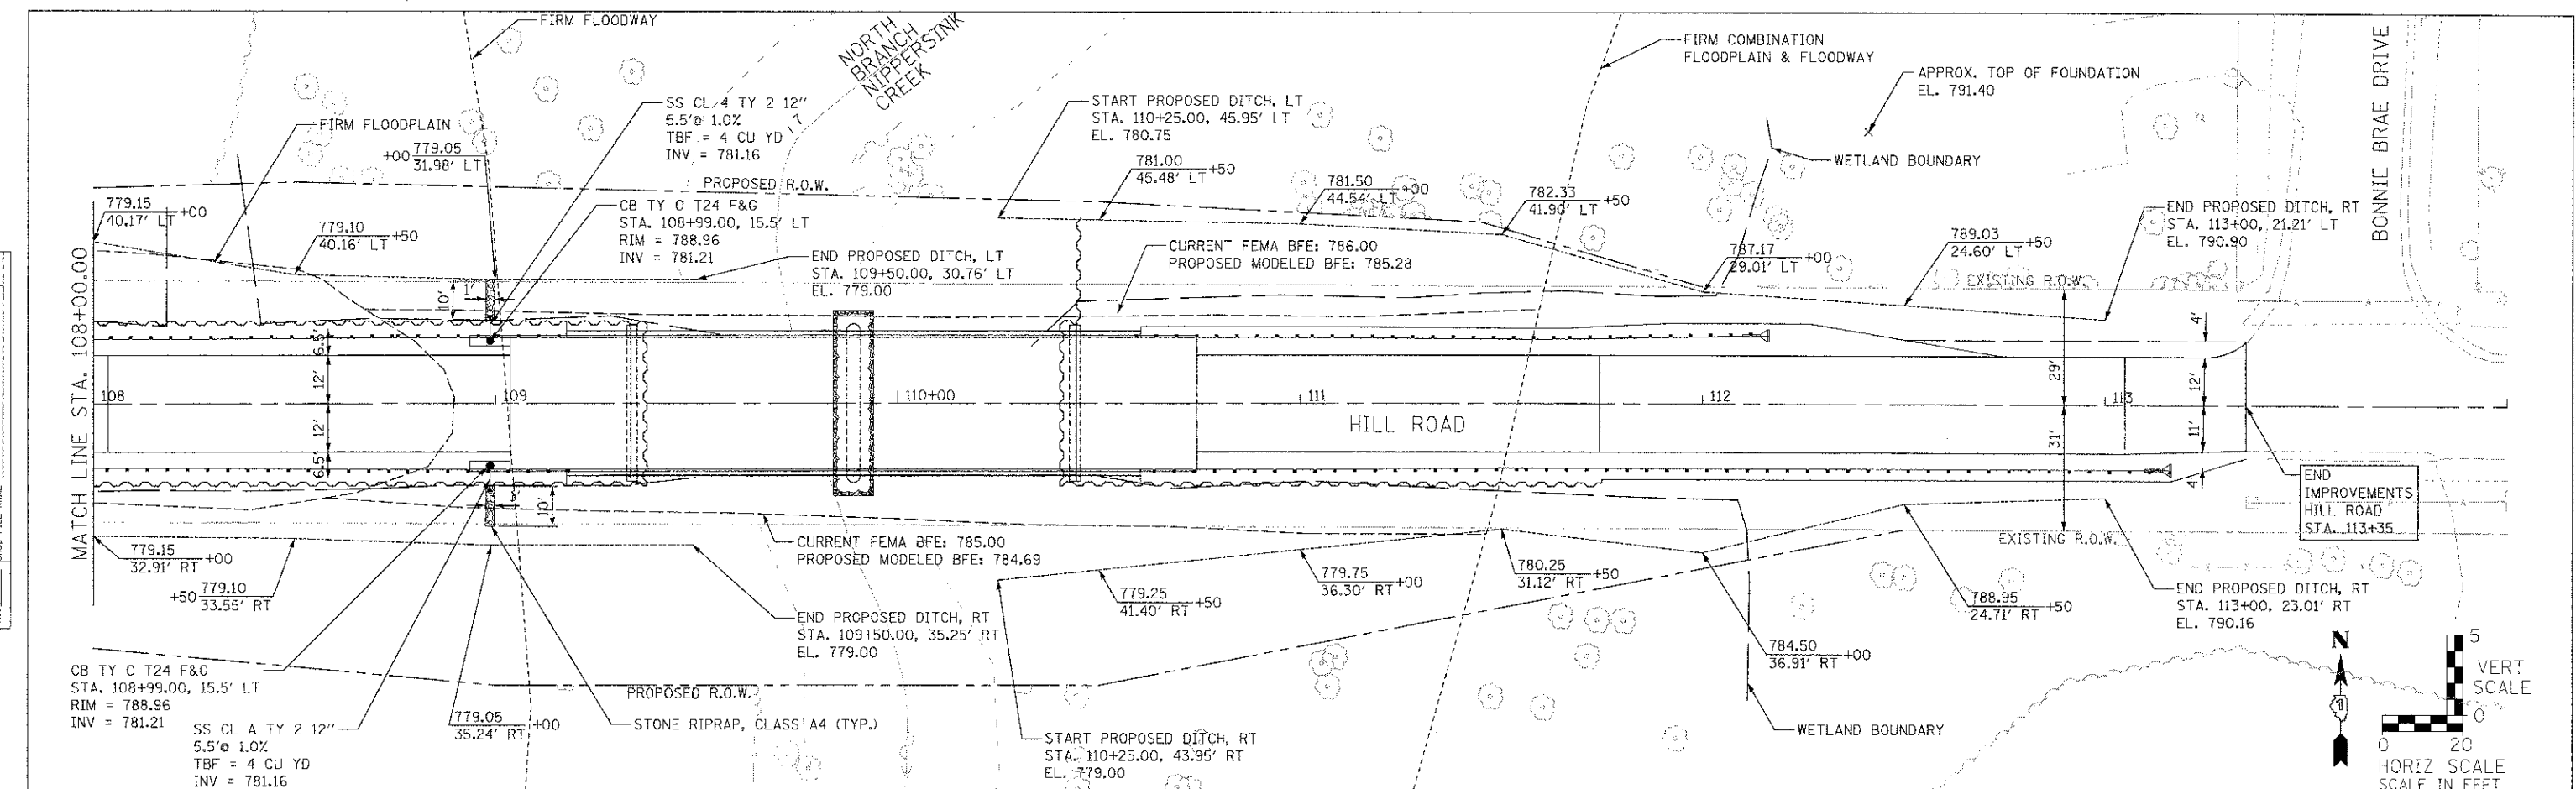 FIRM FLOODWAY
NORTH
BRANCH
NIPPERSINK
CREEK
FIRM COMBINATION
FLOODPLAIN & FLOODWAY
APPROX. TOP OF FOUNDATION
EL. 791.40
BONNIE BRAE DRIVE
FIRM FLOODPLAIN
+00 779.05
31.98' LT
SS CL 4 TY 2 12"
5.5'@ 1.0%
TBF = 4 CU YD
INV = 781.16
START PROPOSED DITCH, LT
STA. 110+25.00, 45.95' LT
EL. 780.75
WETLAND BOUNDARY
PROPOSED R.O.W.
781.00 +50
45.48' LT
781.50 +00
44.54' LT
782.33 +50
41.90' LT
779.15 +00
40.17' LT
779.10 +50
40.16' LT
CB TY C T24 F&G
STA. 108+99.00, 15.5' LT
RIM = 788.96
INV = 781.21
END PROPOSED DITCH, RT
STA. 113+00, 21.21' LT
EL. 790.90
CURRENT FEMA BFE: 786.00
PROPOSED MODELED BFE: 785.28
787.17 +00
29.01' LT
789.03 +50
24.60' LT
EXISTING R.O.W.
END PROPOSED DITCH, LT
STA. 109+50.00, 30.76' LT
EL. 779.00
10'
1'
MATCH LINE STA. 108+00.00
6.5'
12'
12'
6.5'
108
109
110+00
111
112
113
HILL ROAD
29'
31'
4'
12'
11'
4'
1'
10'
END
IMPROVEMENTS
HILL ROAD
STA. 113+35
779.15 +00
32.91' RT
+50 779.10
33.55' RT
CURRENT FEMA BFE: 785.00
PROPOSED MODELED BFE: 784.69
779.25 +50
41.40' RT
779.75 +00
36.30' RT
780.25 +50
31.12' RT
EXISTING R.O.W.
788.95 +50
24.71' RT
END PROPOSED DITCH, RT
STA. 113+00, 23.01' RT
EL. 790.16
END PROPOSED DITCH, RT
STA. 109+50.00, 35.25' RT
EL. 779.00
784.50 +00
36.91' RT
CB TY C T24 F&G
STA. 108+99.00, 15.5' LT
RIM = 788.96
INV = 781.21
PROPOSED R.O.W.
779.05 +00
35.24' RT
STONE RIPRAP, CLASS A4 (TYP.)
SS CL A TY 2 12"
5.5'@ 1.0%
TBF = 4 CU YD
INV = 781.16
START PROPOSED DITCH, RT
STA. 110+25.00, 43.95' RT
EL. 779.00
WETLAND BOUNDARY
N
5
VERT
SCALE
0
0 20
HORIZ SCALE
SCALE IN FEET